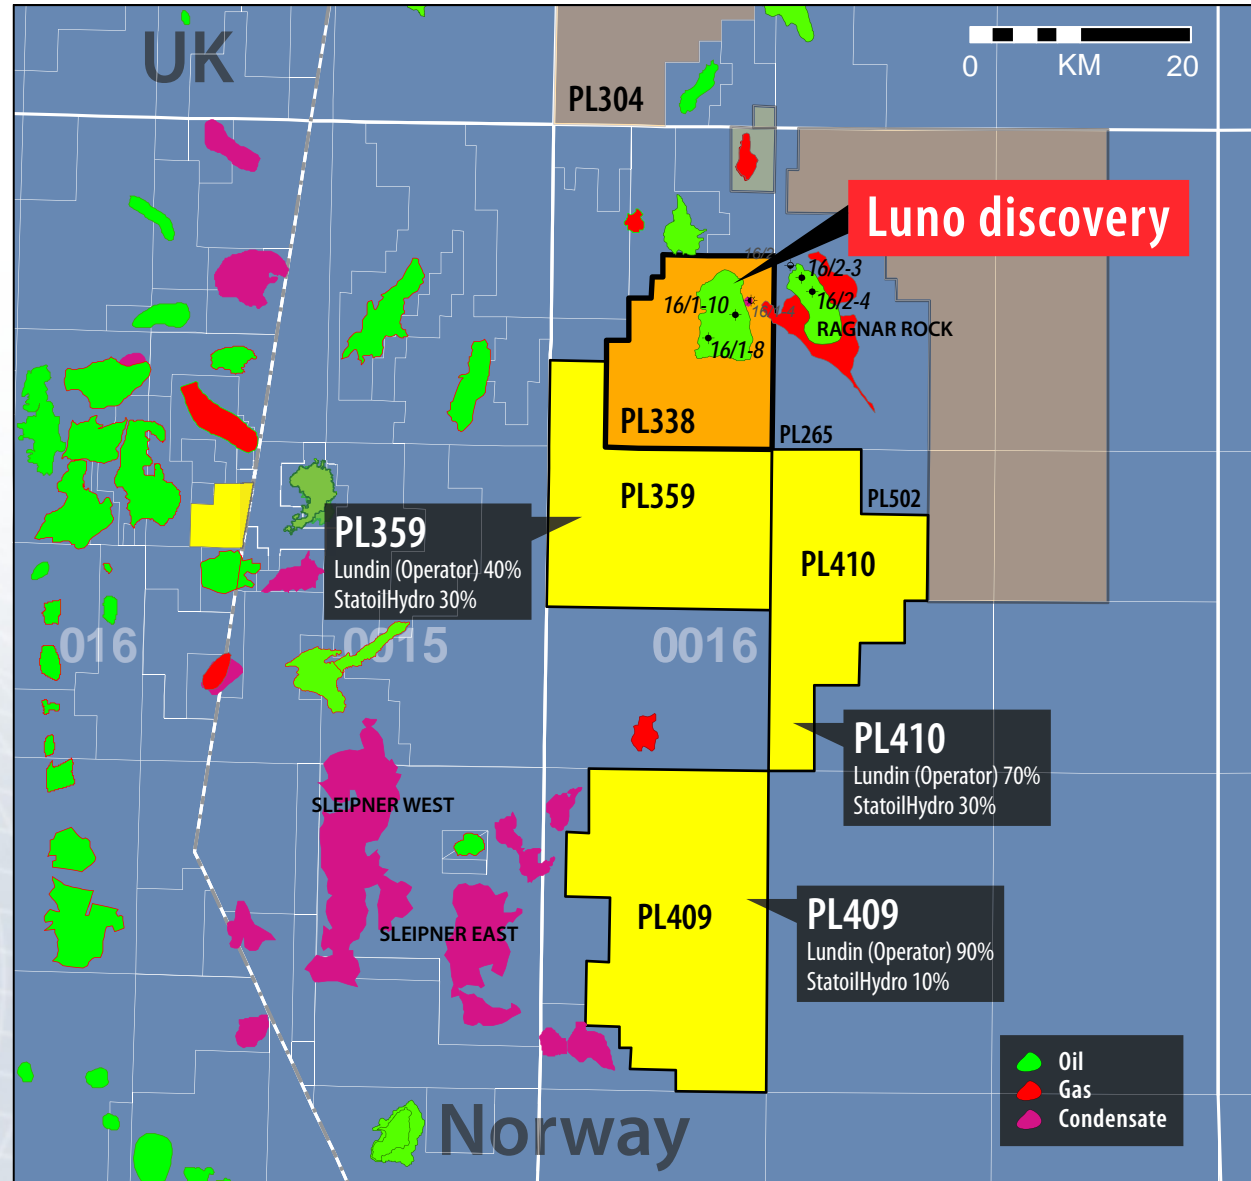 UK
0 KM 20
PL304
Luno discovery
16/2-3
16/1-10
16/2-4
RAGNAR ROCK
16/1-8
PL338
PL265
PL359
PL502
PL359
Lundin (Operator) 40%
StatoilHydro 30%
PL410
016
0015
0016
PL410
Lundin (Operator) 70%
StatoilHydro 30%
SLEIPNER WEST
PL409
SLEIPNER EAST
PL409
Lundin (Operator) 90%
StatoilHydro 10%
Oil
Gas
Condensate
Norway